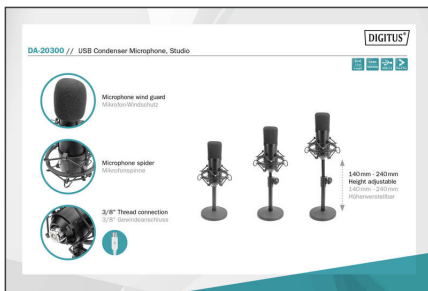 DIGITUS®
DA-20300 // USB Condenser Microphone, Studio
Microphone wind guard
Mikrofon-Windschutz
Microphone spider
Mikrofonspinne
140 mm - 240 mm
Height adjustable
140 mm - 240 mm
Höhenverstellbar
3/8" Thread connection
3/8" Gewindeanschluss